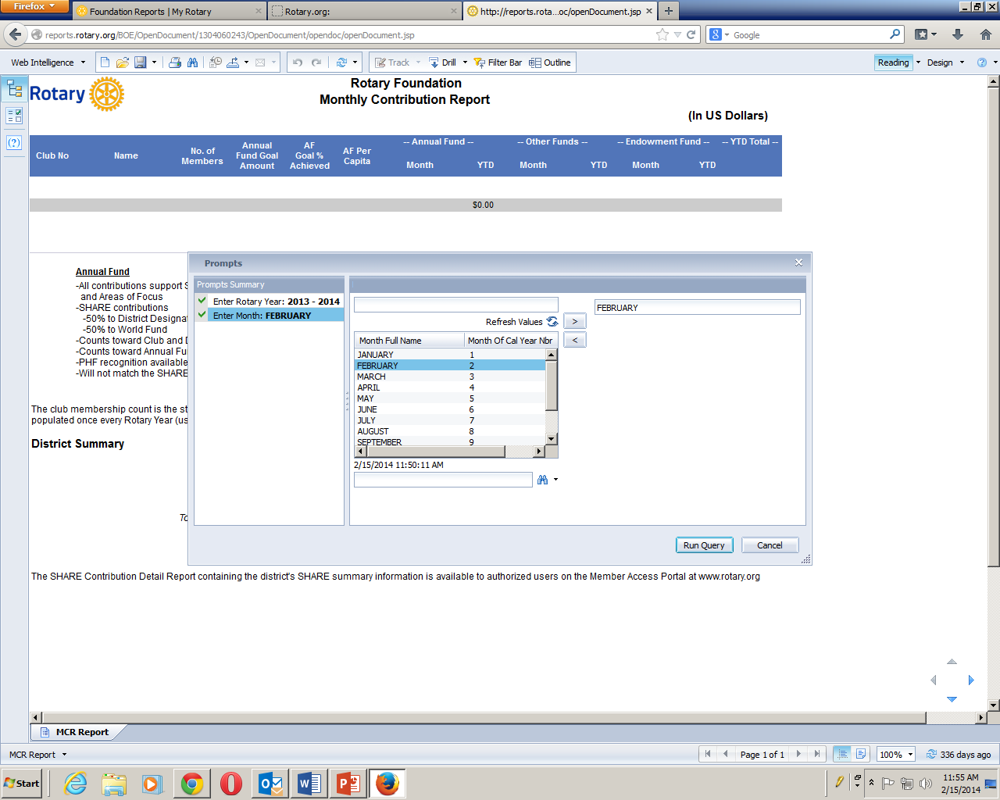 Firefox
Foundation Reports | My Rotary
Rotary.org:
http://reports.rota...oc/openDocument.jsp
reports.rotary.org/BOE/OpenDocument/1304060243/OpenDocument/opendoc/openDocument.jsp
Google
Web Intelligence
Track
Drill
Filter Bar
Outline
Reading
Design
Rotary
Rotary Foundation
Monthly Contribution Report
(In US Dollars)
Club No
Name
No. of Members
Annual Fund Goal Amount
AF Goal % Achieved
AF Per Capita
-- Annual Fund --
Month YTD
-- Other Funds --
Month YTD
-- Endowment Fund --
Month YTD
-- YTD Total --
$0.00
Annual Fund
-All contributions support S
and Areas of Focus
-SHARE contributions
-50% to District Designat
-50% to World Fund
-Counts toward Club and D
-Counts toward Annual Fu
-PHF recognition available
-Will not match the SHARE
The club membership count is the st
populated once every Rotary Year (us
District Summary
To
Prompts
Prompts Summary
Enter Rotary Year: 2013 - 2014
Enter Month: FEBRUARY
Refresh Values
>
<
FEBRUARY
Month Full Name Month Of Cal Year Nbr
JANUARY 1
FEBRUARY 2
MARCH 3
APRIL 4
MAY 5
JUNE 6
JULY 7
AUGUST 8
SEPTEMBER 9
2/15/2014 11:50:11 AM
Run Query
Cancel
The SHARE Contribution Detail Report containing the district's SHARE summary information is available to authorized users on the Member Access Portal at www.rotary.org
MCR Report
MCR Report
Page 1 of 1
100%
336 days ago
Start
11:55 AM
2/15/2014